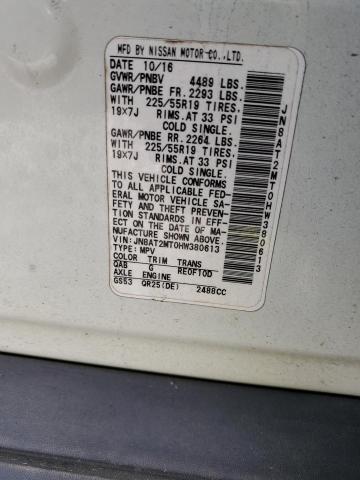 MFD BY NISSAN MOTOR CO.,LTD.
DATE 10/16
GVWR/PNBV 4489 LBS.
GAWR/PNBE FR. 2293 LBS.
WITH 225/55R19 TIRES.
19X7J RIMS.AT 33 PSI
COLD SINGLE.
GAWR/PNBE RR. 2264 LBS.
WITH 225/55R19 TIRES.
19X7J RIMS.AT 33 PSI
COLD SINGLE.
THIS VEHICLE CONFORMS
TO ALL APPLICABLE FED-
ERAL MOTOR VEHICLE SA-
FETY AND THEFT PREVEN-
TION STANDARDS IN EFF-
ECT ON THE DATE OF MA-
NUFACTURE SHOWN ABOVE.
VIN:JN8AT2MT0HW380613
TYPE:MPV
COLOR TRIM TRANS
QAB G RE0F10D
AXLE ENGINE
GS53 QR25(DE) 2488CC
JN8AT2MT0HW380613